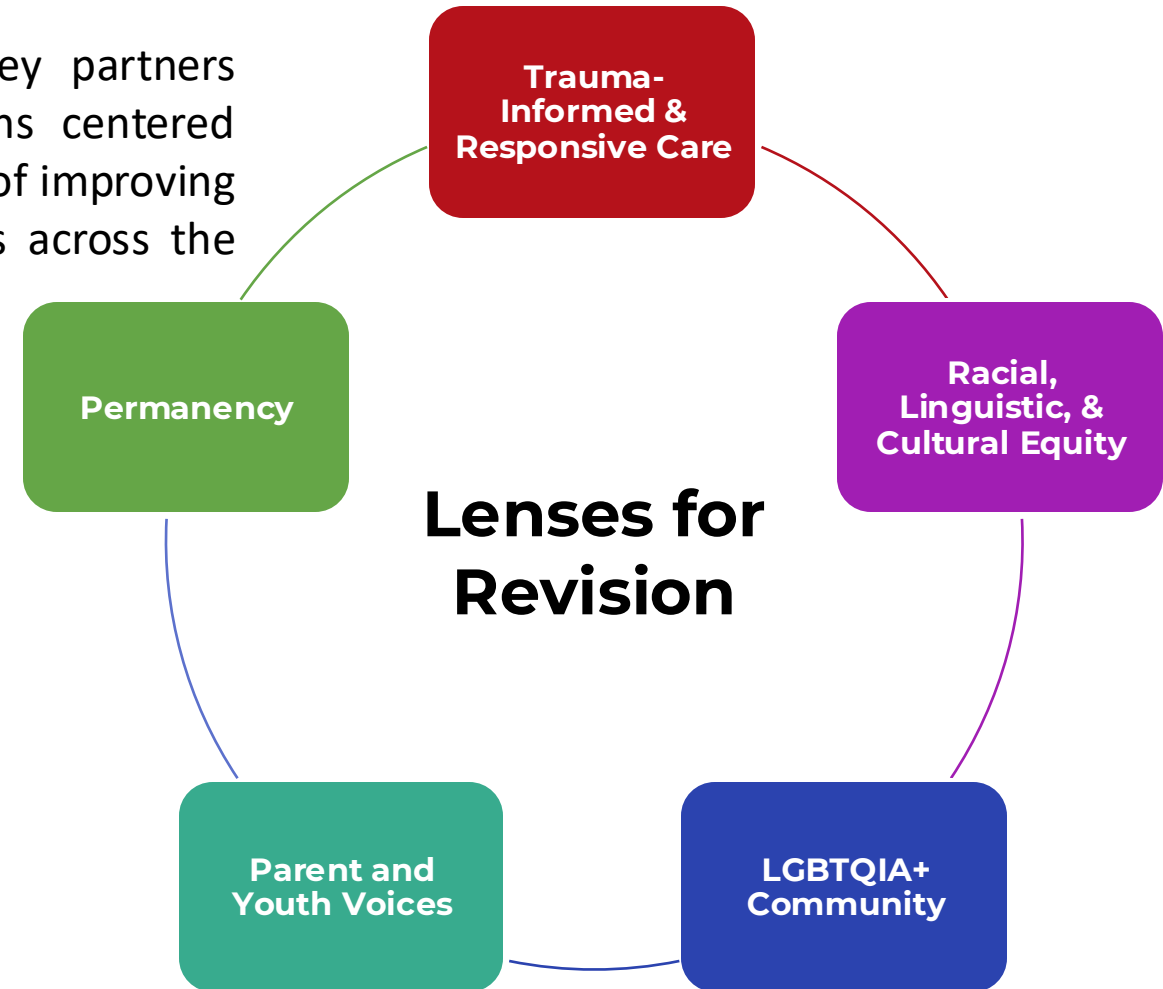 ey partners
ns centered
of improving
s across the
Trauma-
Informed &
Responsive Care
Racial,
Linguistic, &
Cultural Equity
LGBTQIA+
Community
Parent and
Youth Voices
Permanency
Lenses for
Revision